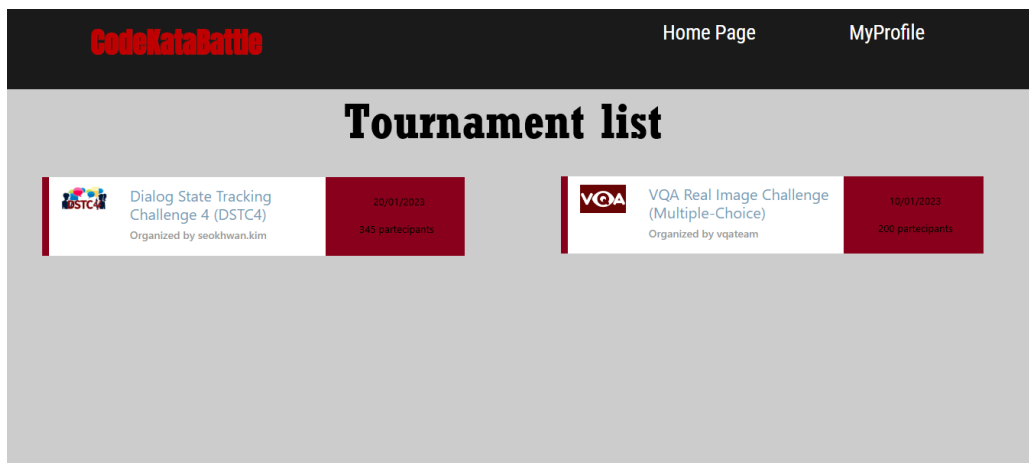 CodeKataBattle
Home Page
MyProfile
Tournament list
DSTC4
Dialog State Tracking
Challenge 4 (DSTC4)
Organized by seokhwan.kim
20/01/2023
345 partecipants
VQA
VQA Real Image Challenge
(Multiple-Choice)
Organized by vqateam
10/01/2023
200 partecipants